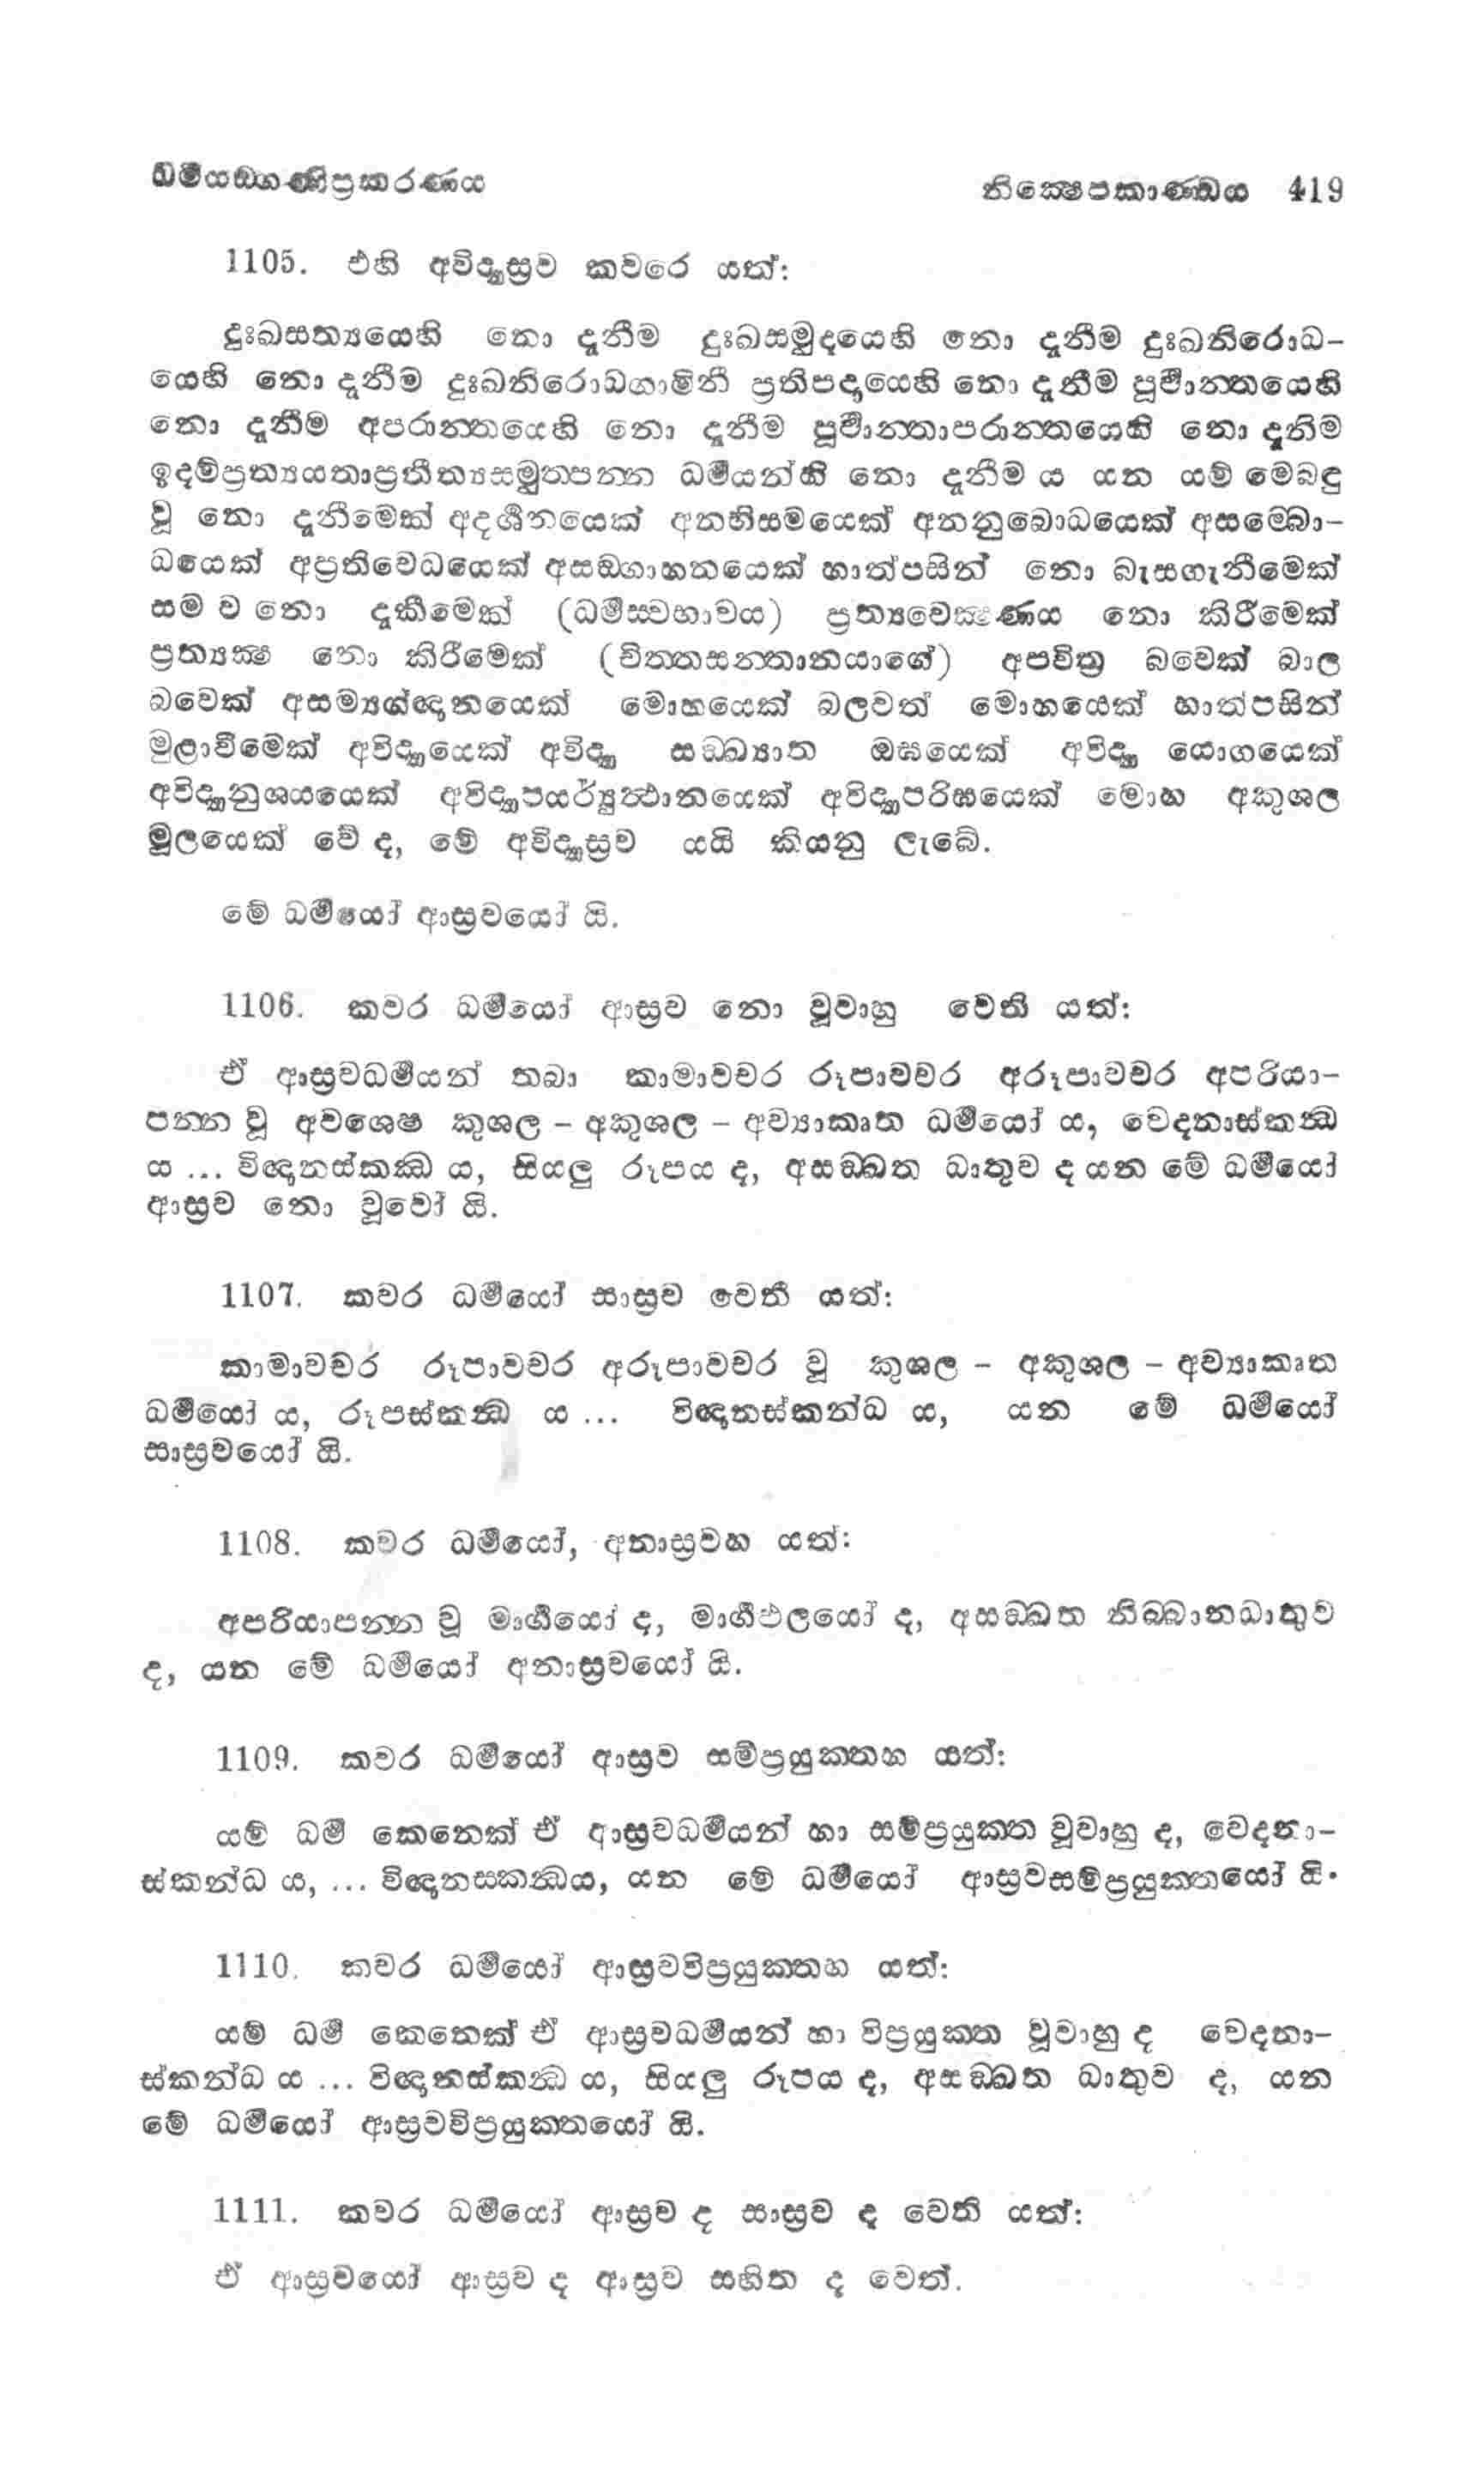 ධර්මසඞ්ගණිප්‍රකරණය නික්‍ෂෙපකාණ්ඩය 419
1105. එහි අවිද්‍යාස්‍රව කවරෙ යත්:
දුඃඛසත්‍යයෙහි නො දැනීම දුඃඛසමුදයෙහි නො දැනීම දුඃඛනිරොධ-
යෙහි නො දැනීම දුඃඛනිරොධගාමිනී ප්‍රතිපදායෙහි නො දැනීම පූර්වාන්තයෙහි
නො දැනීම අපරාන්තයෙහි නො දැනීම පූර්වාන්තාපරාන්තයෙහි නො දැනීම
ඉදම්ප්‍රත්‍යයතාප්‍රතීත්‍යසමුත්පන්න ධර්මයන්හි නො දැනීම ය යන යම් මෙබඳු
වූ නො දැනීමෙක් අදර්ශනයෙක් අනභිසමයෙක් අනනුබොධයෙක් අසම්බො-
ධයෙක් අප්‍රතිවෙධයෙක් අසඞ්ගාහනයෙක් හාත්පසින් නො බැසගැනීමෙක්
සම ව නො දැකීමෙක් (ධර්මස්වභාවය) ප්‍රත්‍යවෙක්‍ෂණය නො කිරීමෙක්
ප්‍රත්‍යක්‍ෂ නො කිරීමෙක් (චිත්තසන්තානයාගේ) අපවිත්‍ර බවෙක් බාල
බවෙක් අසම්‍යග්ඥානයෙක් මොහයෙක් බලවත් මොහයෙක් හාත්පසින්
මුළාවීමෙක් අවිද්‍යායෙක් අවිද්‍යා සඞ්ඛ්‍යාත ඔඝයෙක් අවිද්‍යා යොගයෙක්
අවිද්‍යානුශයයෙක් අවිද්‍යාපර්‍ය්‍යුත්ථානයෙක් අවිද්‍යාපරිඝයෙක් මොහ අකුශල
මූලයෙක් වේ ද, මේ අවිද්‍යාස්‍රව යයි කියනු ලැබේ.
මේ ධර්මයෝ ආස්‍රවයෝ යි.
1106. කවර ධර්මයෝ ආස්‍රව නො වූවාහු වෙති යත්:
ඒ ආස්‍රවධර්මයන් තබා කාමාවචර රූපාවචර අරූපාවචර අපරියා-
පන්න වූ අවශෙෂ කුශල - අකුශල - අව්‍යාකෘත ධර්මයෝ ය, වෙදනාස්කන්‍ධ
ය ... විඥානස්කන්‍ධ ය, සියලු රූපය ද, අසඞ්ඛත ධාතුව ද යන මේ ධර්මයෝ
ආස්‍රව නො වූවෝ යි.
1107. කවර ධර්මයෝ සාස්‍රව වෙති යත්:
කාමාවචර රූපාවචර අරූපාවචර වූ කුශල - අකුශල - අව්‍යාකෘත
ධර්මයෝ ය, රූපස්කන්‍ධ ය ... විඥානස්කන්ධ ය, යන මේ ධර්මයෝ
සාස්‍රවයෝ යි.
1108. කවර ධර්මයෝ, අනාස්‍රවහ යත්:
අපරියාපන්න වූ මාර්ගයෝ ද, මාර්ගඵලයෝ ද, අසඞ්ඛත නිබ්බානධාතුව
ද, යන මේ ධර්මයෝ අනාස්‍රවයෝ යි.
1109. කවර ධර්මයෝ ආස්‍රව සම්ප්‍රයුක්තහ යත්:
යම් ධර්ම කෙනෙක් ඒ ආස්‍රවධර්මයන් හා සම්ප්‍රයුක්ත වූවාහු ද, වෙදනා-
ස්කන්ධ ය, ... විඥානස්කන්‍ධය, යන මේ ධර්මයෝ ආස්‍රවසම්ප්‍රයුක්තයෝ යි.
1110. කවර ධර්මයෝ ආස්‍රවවිප්‍රයුක්තහ යත්:
යම් ධර්ම කෙනෙක් ඒ ආස්‍රවධර්මයන් හා විප්‍රයුක්ත වූවාහු ද වෙදනා-
ස්කන්ධ ය ... විඥානස්කන්‍ධ ය, සියලු රූපය ද, අසඞ්ඛත ධාතුව ද, යන
මේ ධර්මයෝ ආස්‍රවවිප්‍රයුක්තයෝ යි.
1111. කවර ධර්මයෝ ආස්‍රව ද සාස්‍රව ද වෙති යත්:
ඒ ආස්‍රවයෝ ආස්‍රව ද ආස්‍රව සහිත ද වෙත්.